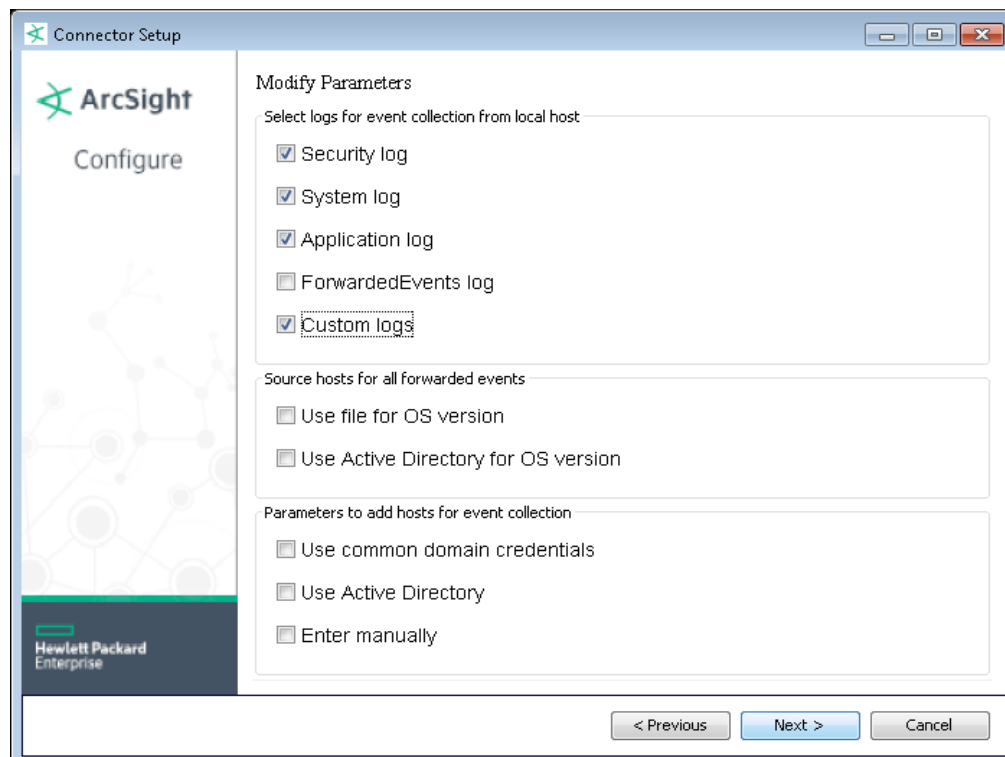 Connector Setup
ArcSight
Configure
Modify Parameters
Select logs for event collection from local host
Security log
System log
Application log
ForwardedEvents log
Custom logs
Source hosts for all forwarded events
Use file for OS version
Use Active Directory for OS version
Parameters to add hosts for event collection
Use common domain credentials
Use Active Directory
Enter manually
Hewlett Packard
Enterprise
< Previous
Next >
Cancel